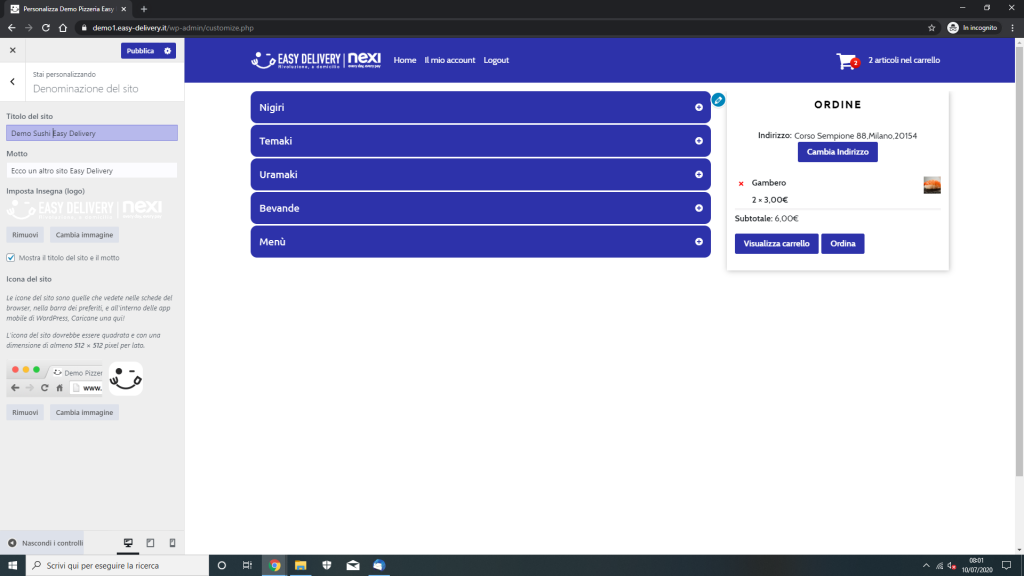 Personalizza Demo Pizzeria Easy
demo1.easy-delivery.it/wp-admin/customize.php
In incognito
Pubblica
Stai personalizzando
Denominazione del sito
Titolo del sito
Demo Sushi Easy Delivery
Motto
Ecco un altro sito Easy Delivery
Imposta Insegna (logo)
EASY DELIVERY nexi
Rimuovi Cambia immagine
Mostra il titolo del sito e il motto
Icona del sito
Le icone del sito sono quelle che vedete nelle schede del
browser, nella barra dei preferiti, e all'interno delle app
mobile di WordPress, Caricane una qui!
L'icona del sito dovrebbe essere quadrata e con una
dimensione di almeno 512 × 512 pixel per lato.
Demo Pizzer
www.
Rimuovi Cambia immagine
Nascondi i controlli
EASY DELIVERY nexi
Rivoluziona, a domicilio every day, every pay
Home Il mio account Logout
2
2 articoli nel carrello
Nigiri
Temaki
Uramaki
Bevande
Menù
ORDINE
Indirizzo: Corso Sempione 88,Milano,20154
Cambia Indirizzo
× Gambero
2 × 3,00€
Subtotale: 6,00€
Visualizza carrello Ordina
Scrivi qui per eseguire la ricerca
08:01
10/07/2020